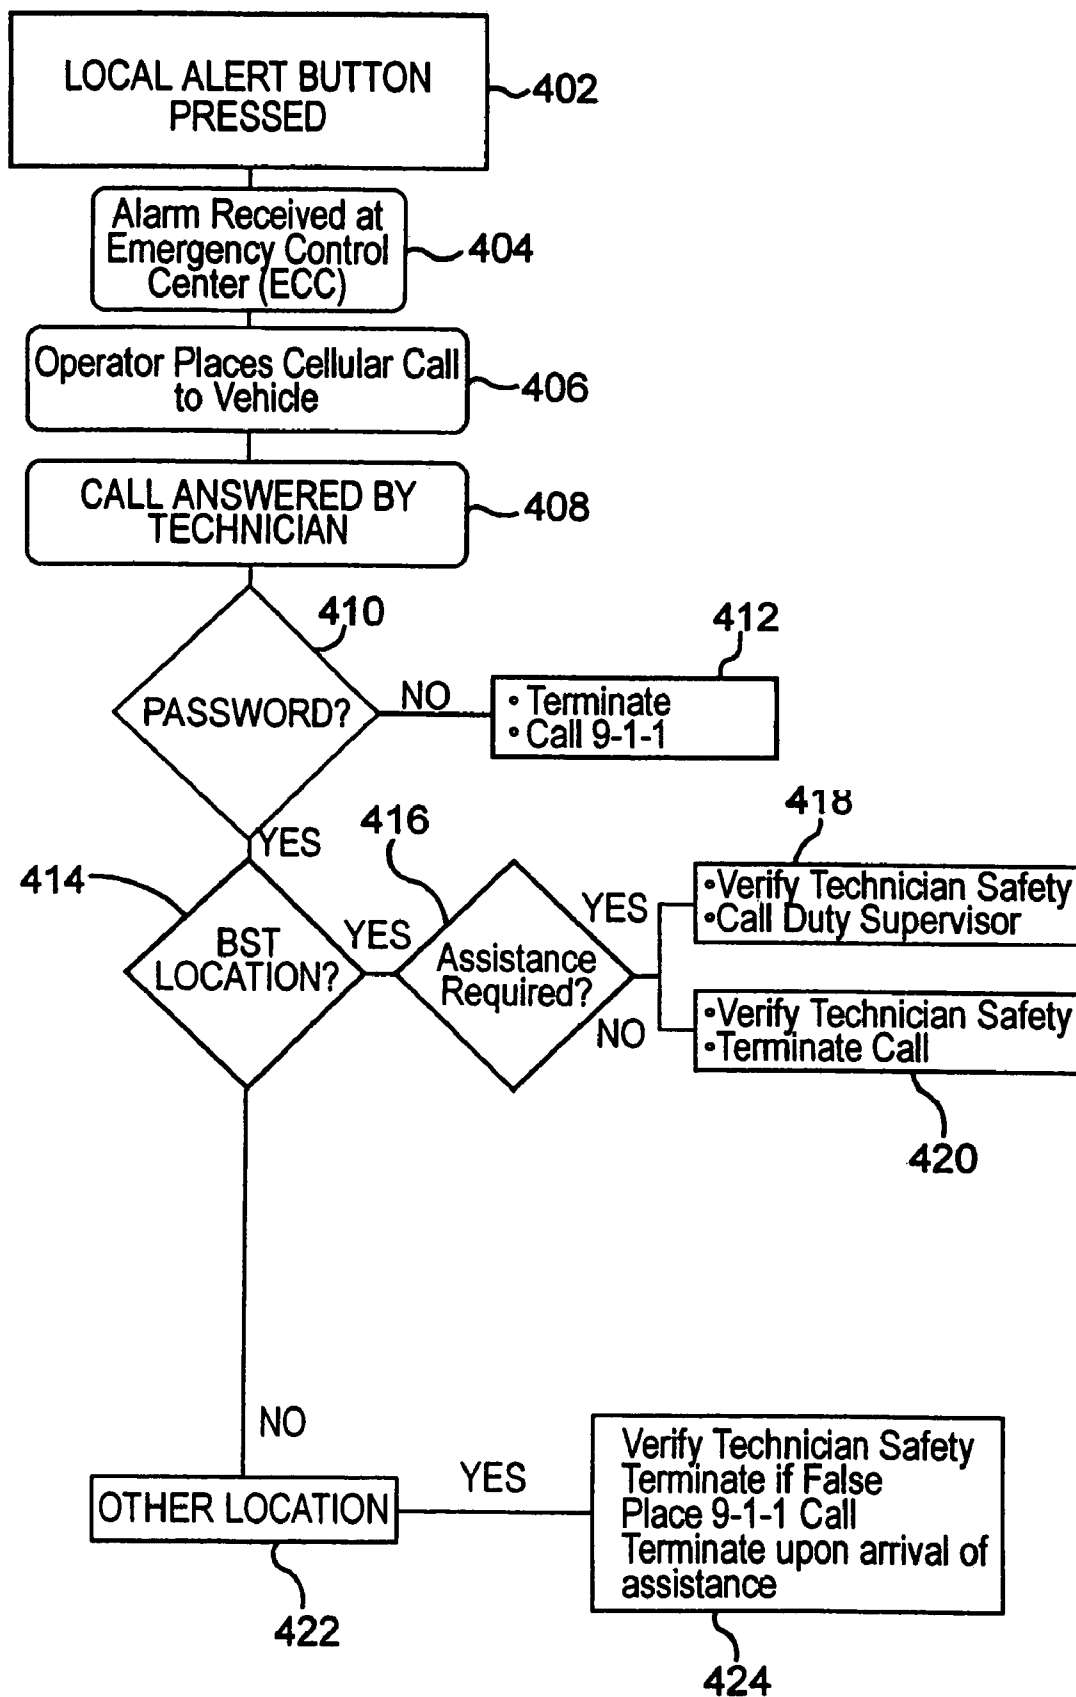 LOCAL ALERT BUTTON
PRESSED
402
Alarm Received at
Emergency Control
Center (ECC)
404
Operator Places Cellular Call
to Vehicle
406
CALL ANSWERED BY
TECHNICIAN
408
410
PASSWORD?
NO
412
• Terminate
• Call 9-1-1
YES
414
BST
LOCATION?
YES
416
Assistance
Required?
YES
418
•Verify Technician Safety
•Call Duty Supervisor
NO
•Verify Technician Safety
•Terminate Call
420
NO
OTHER LOCATION
422
YES
Verify Technician Safety
Terminate if False
Place 9-1-1 Call
Terminate upon arrival of
assistance
424